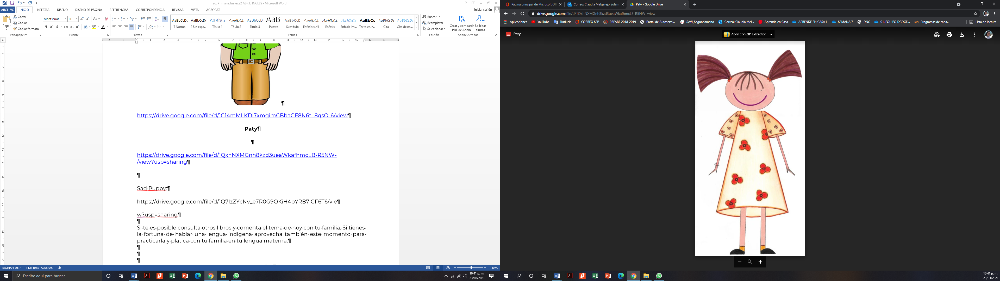 2o. PrimariaJueves22 ABRIL_INGLES - Microsoft Word
ARCHIVO INICIO INSERTAR DISEÑO DISEÑO DE PÁGINA REFERENCIAS CORRESPONDENCIA REVISAR VISTA ACROBAT
Iniciar sesión
Pegar
Cortar
Copiar
Copiar formato
Portapapeles
Montserrat 11
N K S abc x₂ x²
Fuente
Párrafo
AaBbCcDc AaBbCcDc AaBbCc AaBbCc AaBbCcD AaBl AaBbCcD AaBbCc AaBbCc AaBbCc AaBbCc AaBbCcDc AaBbCcDc
¶ Normal ¶ Sin espa... Título 1 Título 2 Título 3 Puesto Subtítulo Énfasis sutil Énfasis Énfasis int... Texto en n... Cita Cita desta...
Estilos
Buscar
Reemplazar
Seleccionar
Edición
Crear y compartir PDF de Adobe
Solicitar firmas
Adobe Acrobat
¶
https://drive.google.com/file/d/1C14mMLKDi7xmgimCBbaGF8N6tL8qsO-6/view¶
Paty¶
¶
https://drive.google.com/file/d/1QxhNXMGnh8kzd3ueaWkafhmcLB-R5NW-
/view?usp=sharing¶
¶
Sad·Puppy:¶
https://drive.google.com/file/d/1Q7IzZYcNv_e7R0G9QKiH4bYRB7IGF6T6/vie¶
w?usp=sharing¶
¶
Si·te·es·posible·consulta·otros·libros·y·comenta·el·tema·de·hoy·con·tu·familia.·Si·tienes·
la· fortuna· de· hablar· una· lengua· indígena· aprovecha· también· este· momento· para·
practicarla·y·platica·con·tu·familia·en·tu·lengua·materna.¶
¶
¶
¶
PÁGINA 6 DE 7 1 DE 1063 PALABRAS
140 %
Escribe aquí para buscar
10:41 p. m.
23/03/2021
Página principal de Microsoft Of
Correo: Claudia Melgarejo Solan
Paty - Google Drive
drive.google.com/file/d/1QxhNXMGnh8kzd3ueaWkafhmcLB-R5NW-/view
Aplicaciones YouTube Traducir CORREO SEP PREARE 2018-2019 Portal de Autoservi... SAVI_Segundamano Correo: Claudia Mel... Aprende en Casa APRENDE EN CASA II SEMANA 7 DNC 01. EQUIPO DGDGE... Programas de capa... Lista de lectura
Paty
Abrir con ZIP Extractor
10:41 p. m.
23/03/2021